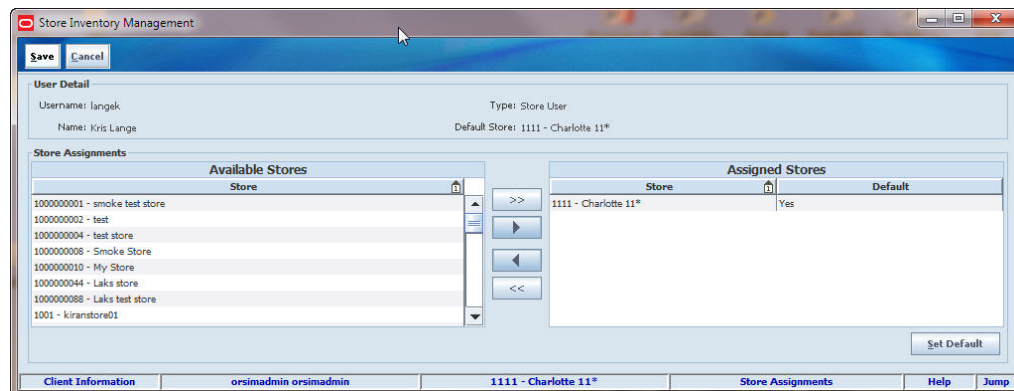 Store Inventory Management
Save Cancel
User Detail
Username: langek Type: Store User
Name: Kris Lange Default Store: 1111 - Charlotte 11*
Store Assignments
Available Stores Assigned Stores
Store 1 Store 1 Default
1000000001 - smoke test store >> 1111 - Charlotte 11* Yes
1000000002 - test
1000000004 - test store
1000000008 - Smoke Store
1000000010 - My Store
1000000044 - Laks store <<
1000000088 - Laks test store
1001 - kiranstore01
Set Default
Client Information orsimadmin orsimadmin 1111 - Charlotte 11* Store Assignments Help Jump